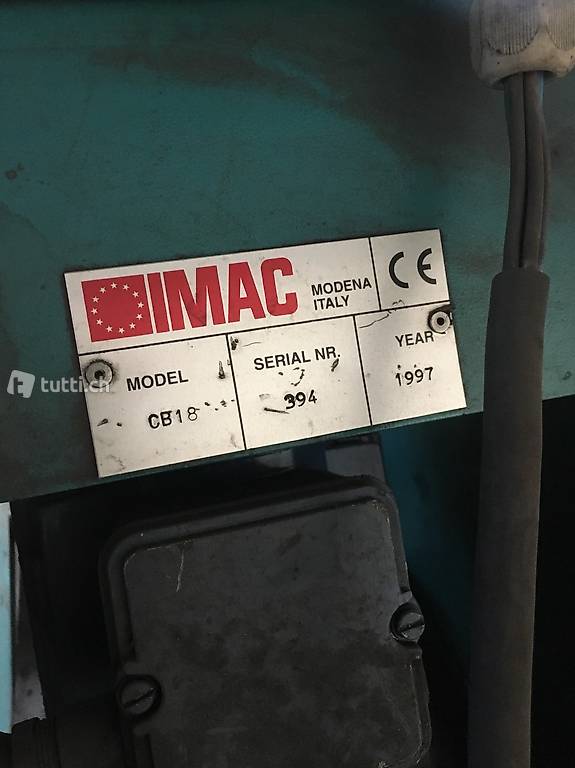 IMAC
MODENA
ITALY
CE
MODEL
CB18
SERIAL NR.
394
YEAR
1997
tutti.ch